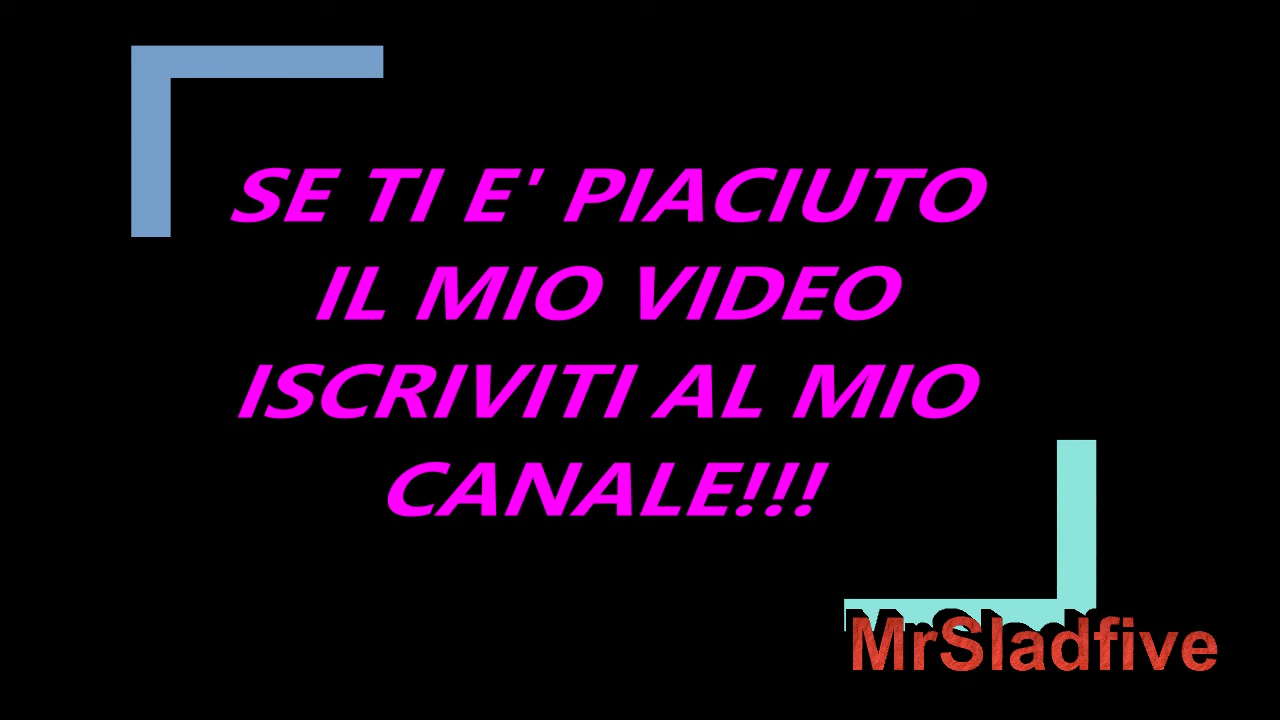 SE TI E' PIACIUTO
IL MIO VIDEO
ISCRIVITI AL MIO
CANALE!!!
MrSladfive